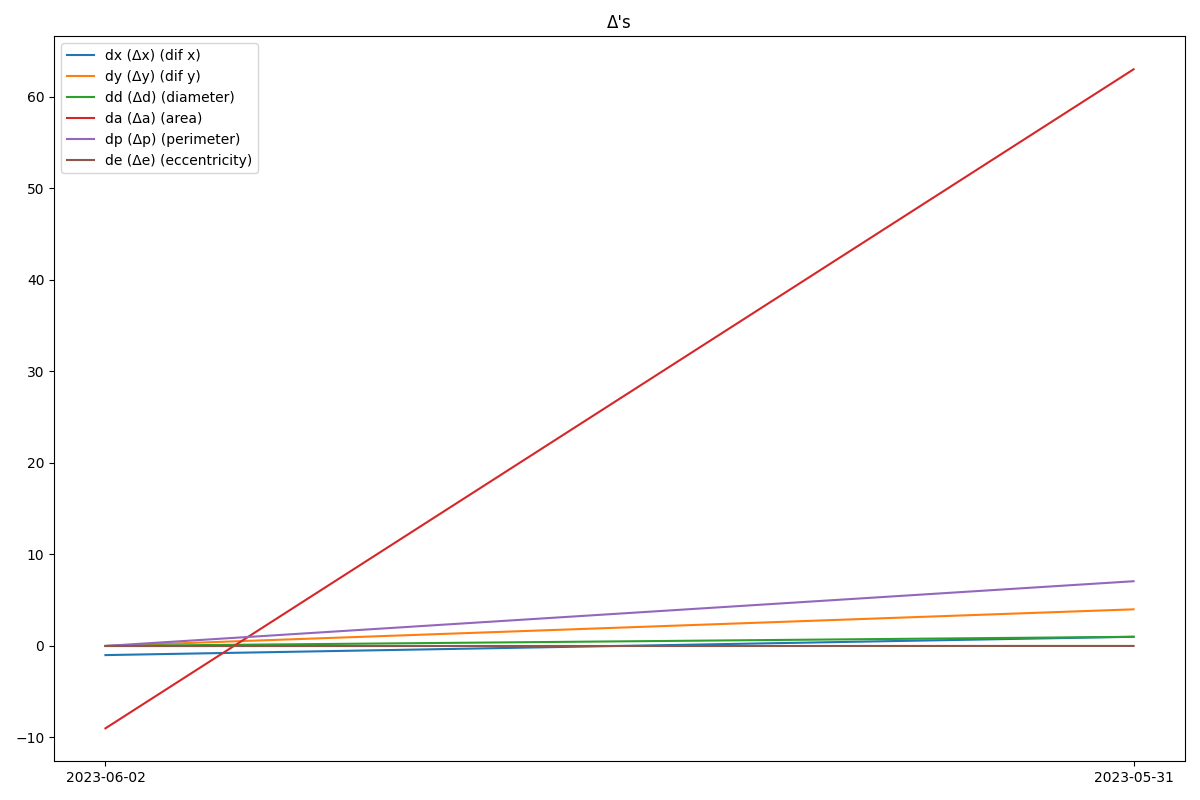 Δ's
dx (Δx) (dif x)
dy (Δy) (dif y)
dd (Δd) (diameter)
da (Δa) (area)
dp (Δp) (perimeter)
de (Δe) (eccentricity)
60
50
40
30
20
10
0
−10
2023-06-02
2023-05-31